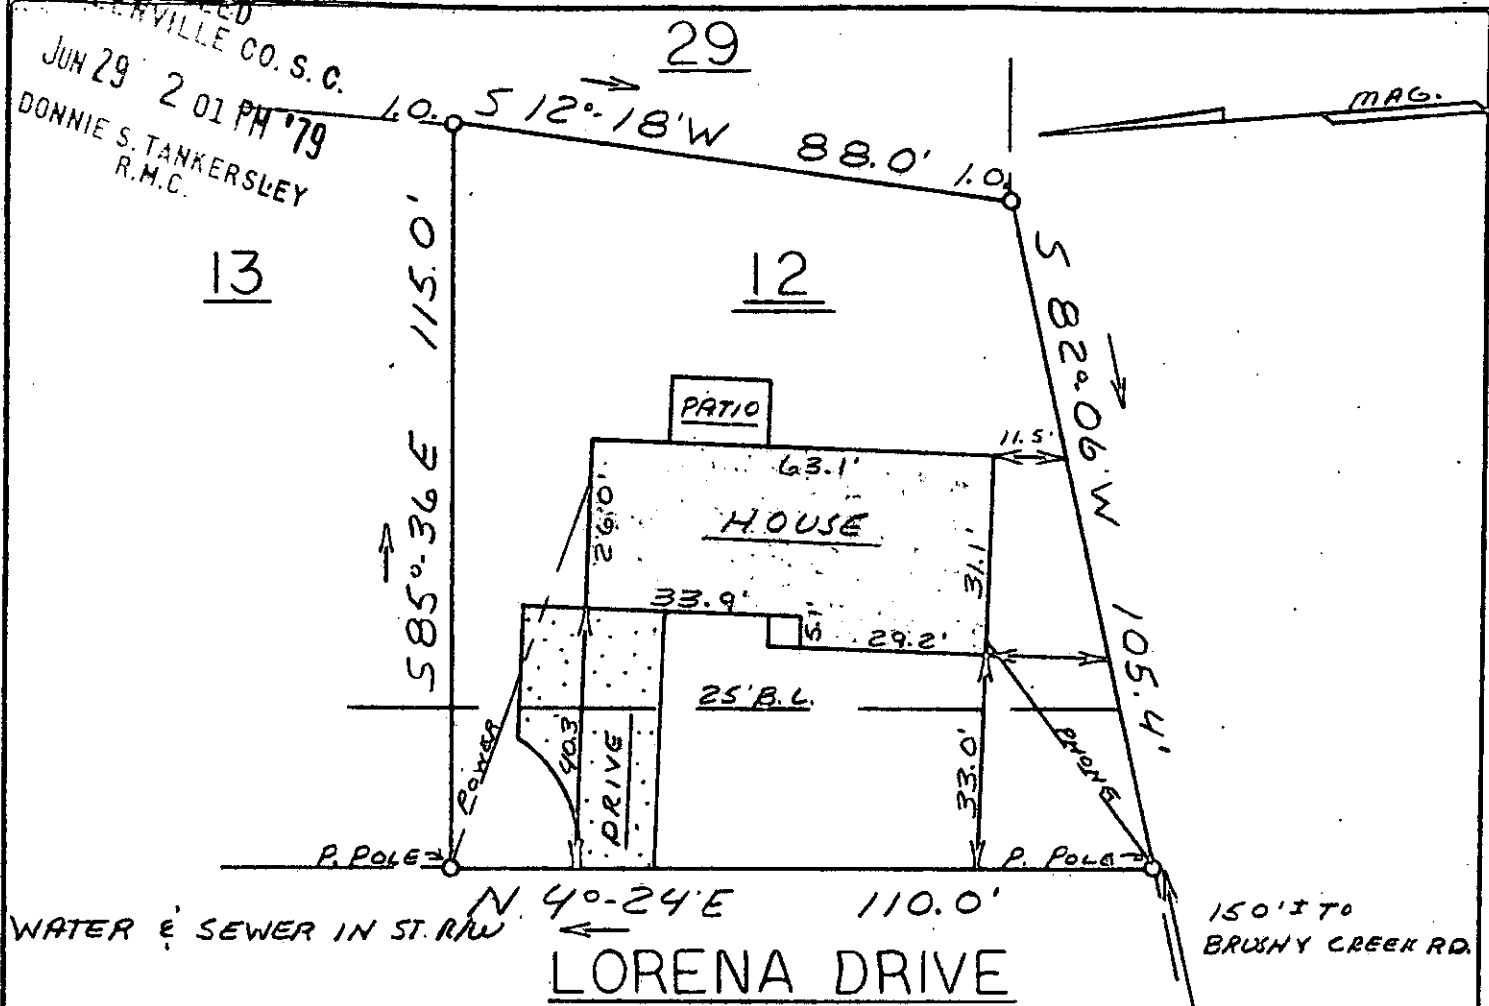 ENVILLE CO. S. C.
JUN 29 2 01 PM '79
DONNIE S. TANKERSLEY
R.M.C.
29
MAG.
I.O.
S 12°-18'W 88.0'
I.O.
13
12
115.0'
S 85°-36 E
S 82°-06'W
105.4'
PATIO
11.5'
63.1'
HOUSE
26.0'
31.1'
33.9'
5.1'
29.2'
25' B.L.
POWER
40.3
DRIVE
33.0'
PHONE
P. POLE
P. POLE
N 4°-24'E 110.0'
WATER & SEWER IN ST. R/W
150'± TO
BRUSHY CREEK RD.
LORENA DRIVE